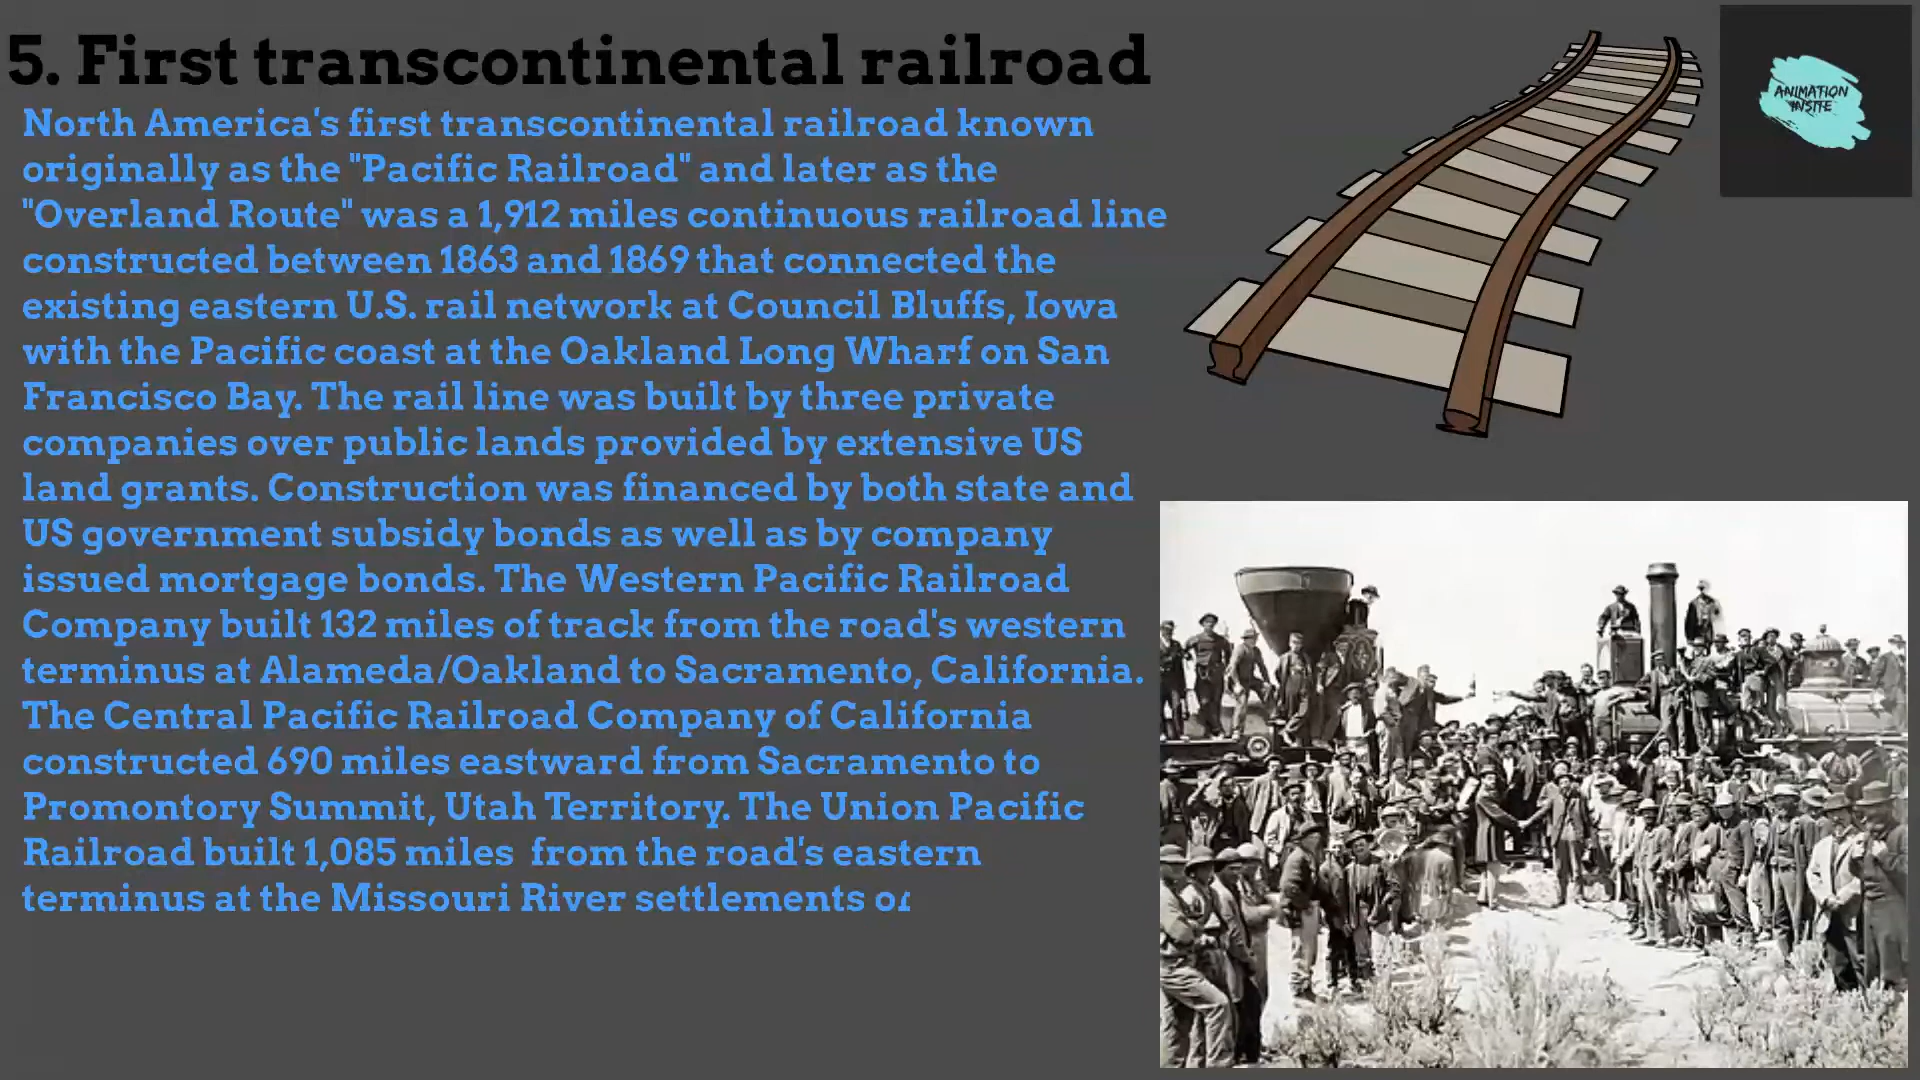 5. First transcontinental railroad
North America's first transcontinental railroad known
originally as the "Pacific Railroad" and later as the
"Overland Route" was a 1,912 miles continuous railroad line
constructed between 1863 and 1869 that connected the
existing eastern U.S. rail network at Council Bluffs, Iowa
with the Pacific coast at the Oakland Long Wharf on San
Francisco Bay. The rail line was built by three private
companies over public lands provided by extensive US
land grants. Construction was financed by both state and
US government subsidy bonds as well as by company
issued mortgage bonds. The Western Pacific Railroad
Company built 132 miles of track from the road's western
terminus at Alameda/Oakland to Sacramento, California.
The Central Pacific Railroad Company of California
constructed 690 miles eastward from Sacramento to
Promontory Summit, Utah Territory. The Union Pacific
Railroad built 1,085 miles  from the road's eastern
terminus at the Missouri River settlements
ANIMATION
INSITE